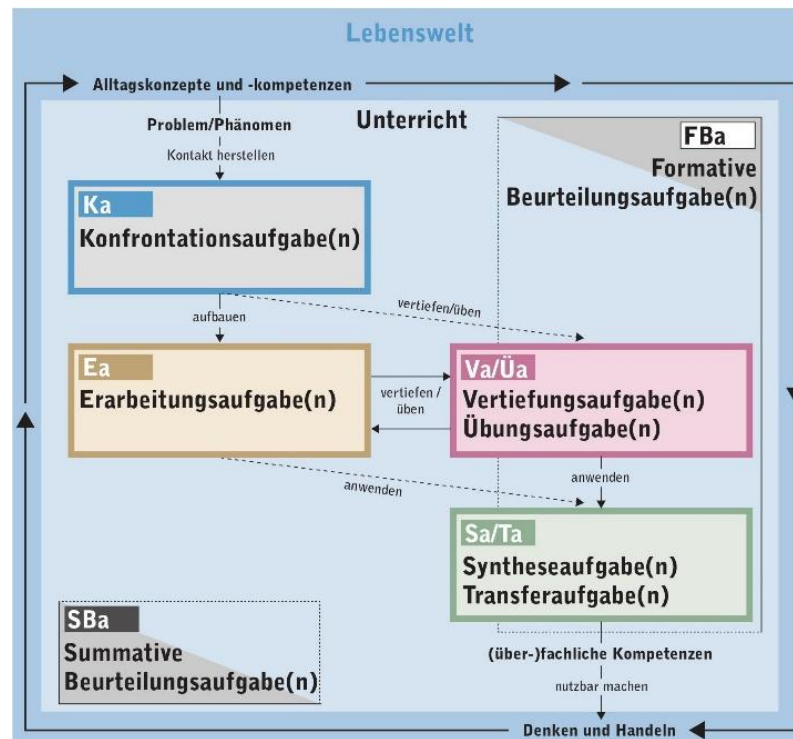 Lebenswelt
Alltagskonzepte und -kompetenzen
Problem/Phänomen
Unterricht
Kontakt herstellen
FBa
Formative
Beurteilungsaufgabe(n)
Ka
Konfrontationsaufgabe(n)
aufbauen
vertiefen/üben
Ea
Erarbeitungsaufgabe(n)
vertiefen /
üben
Va/Üa
Vertiefungsaufgabe(n)
Übungsaufgabe(n)
anwenden
anwenden
Sa/Ta
Syntheseaufgabe(n)
Transferaufgabe(n)
SBa
Summative
Beurteilungsaufgabe(n)
(über-)fachliche Kompetenzen
nutzbar machen
Denken und Handeln